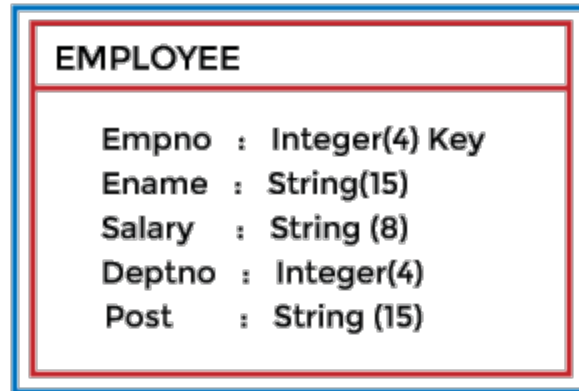 EMPLOYEE
Empno : Integer(4) Key
Ename : String(15)
Salary : String (8)
Deptno : Integer(4)
Post : String (15)